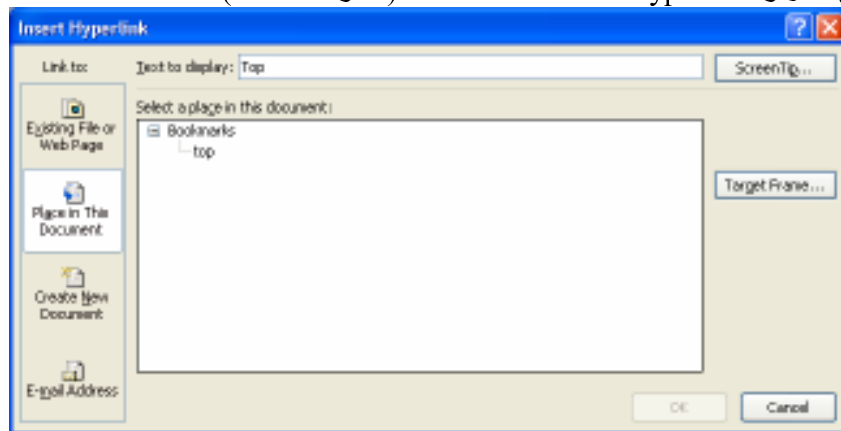 Insert Hyperlink
Link to:
Text to display: Top
ScreenTip...
Existing File or
Web Page
Select a place in this document:
Bookmarks
top
Target Frame...
Place in This
Document
Create New
Document
E-mail Address
OK
Cancel